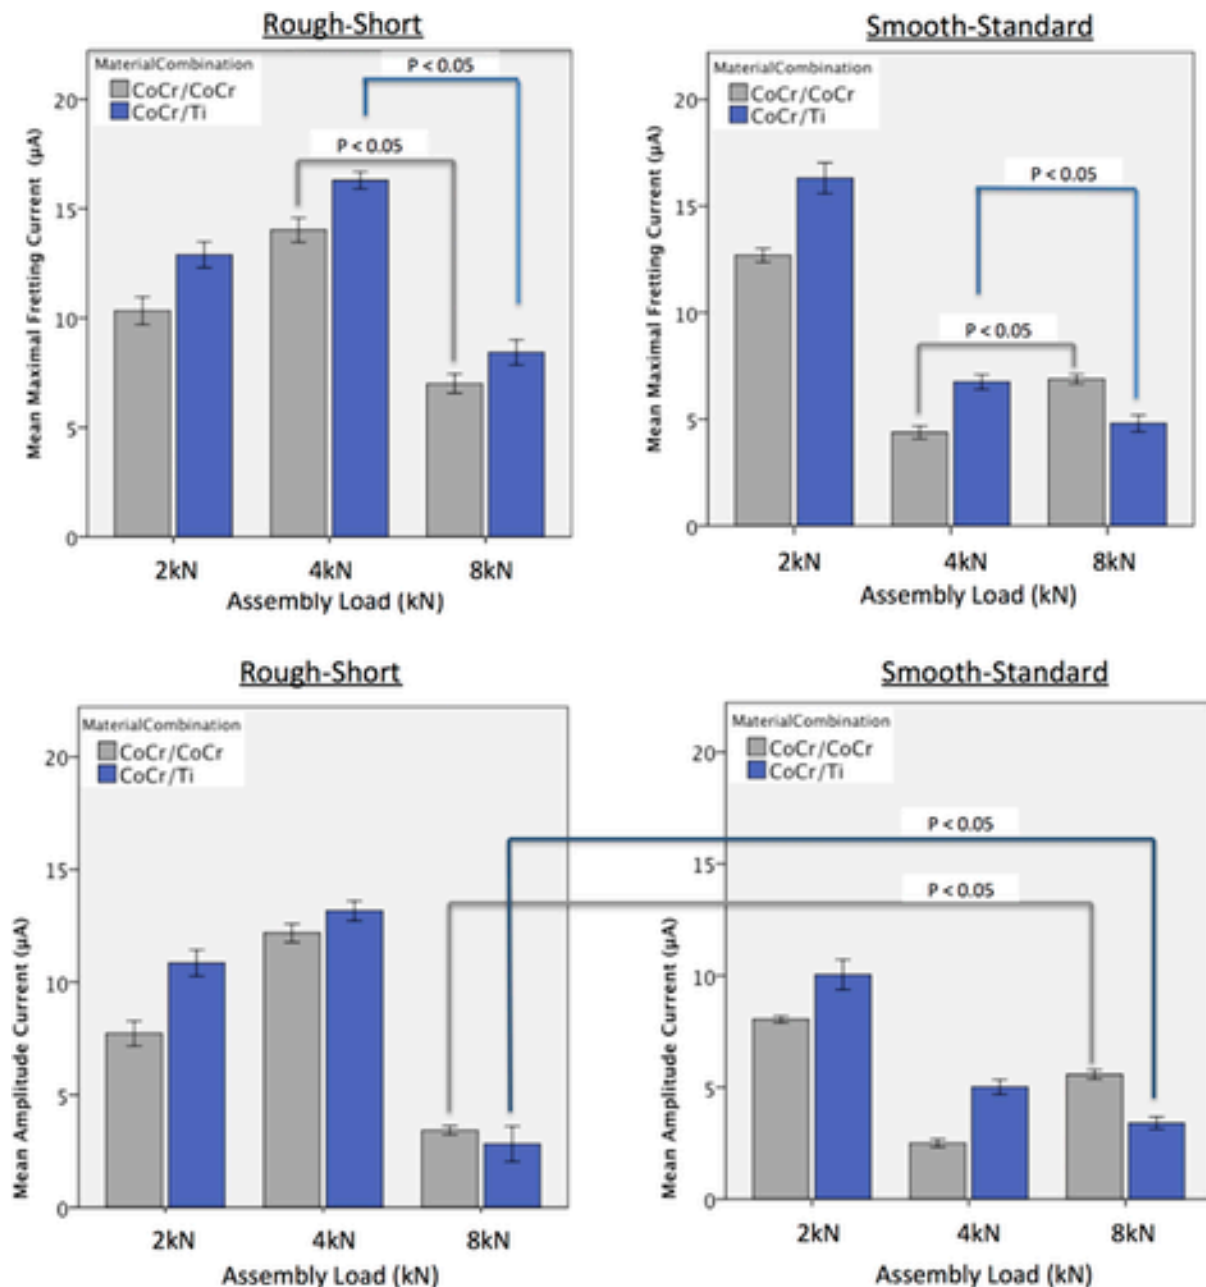 Rough-Short
MaterialCombination
CoCr/CoCr
CoCr/Ti
P < 0.05
P < 0.05
Mean Maximal Fretting Current (µA)
20
15
10
5
0
2kN 4kN 8kN
Assembly Load (kN)
Smooth-Standard
MaterialCombination
CoCr/CoCr
CoCr/Ti
P < 0.05
P < 0.05
Mean Maximal Fretting Current (µA)
20
15
10
5
0
2kN 4kN 8kN
Assembly Load (kN)
Rough-Short
MaterialCombination
CoCr/CoCr
CoCr/Ti
Mean Amplitude Current (µA)
20
15
10
5
0
2kN 4kN 8kN
Assembly Load (kN)
Smooth-Standard
MaterialCombination
CoCr/CoCr
CoCr/Ti
P < 0.05
P < 0.05
Mean Amplitude Current (µA)
20
15
10
5
0
2kN 4kN 8kN
Assembly Load (kN)